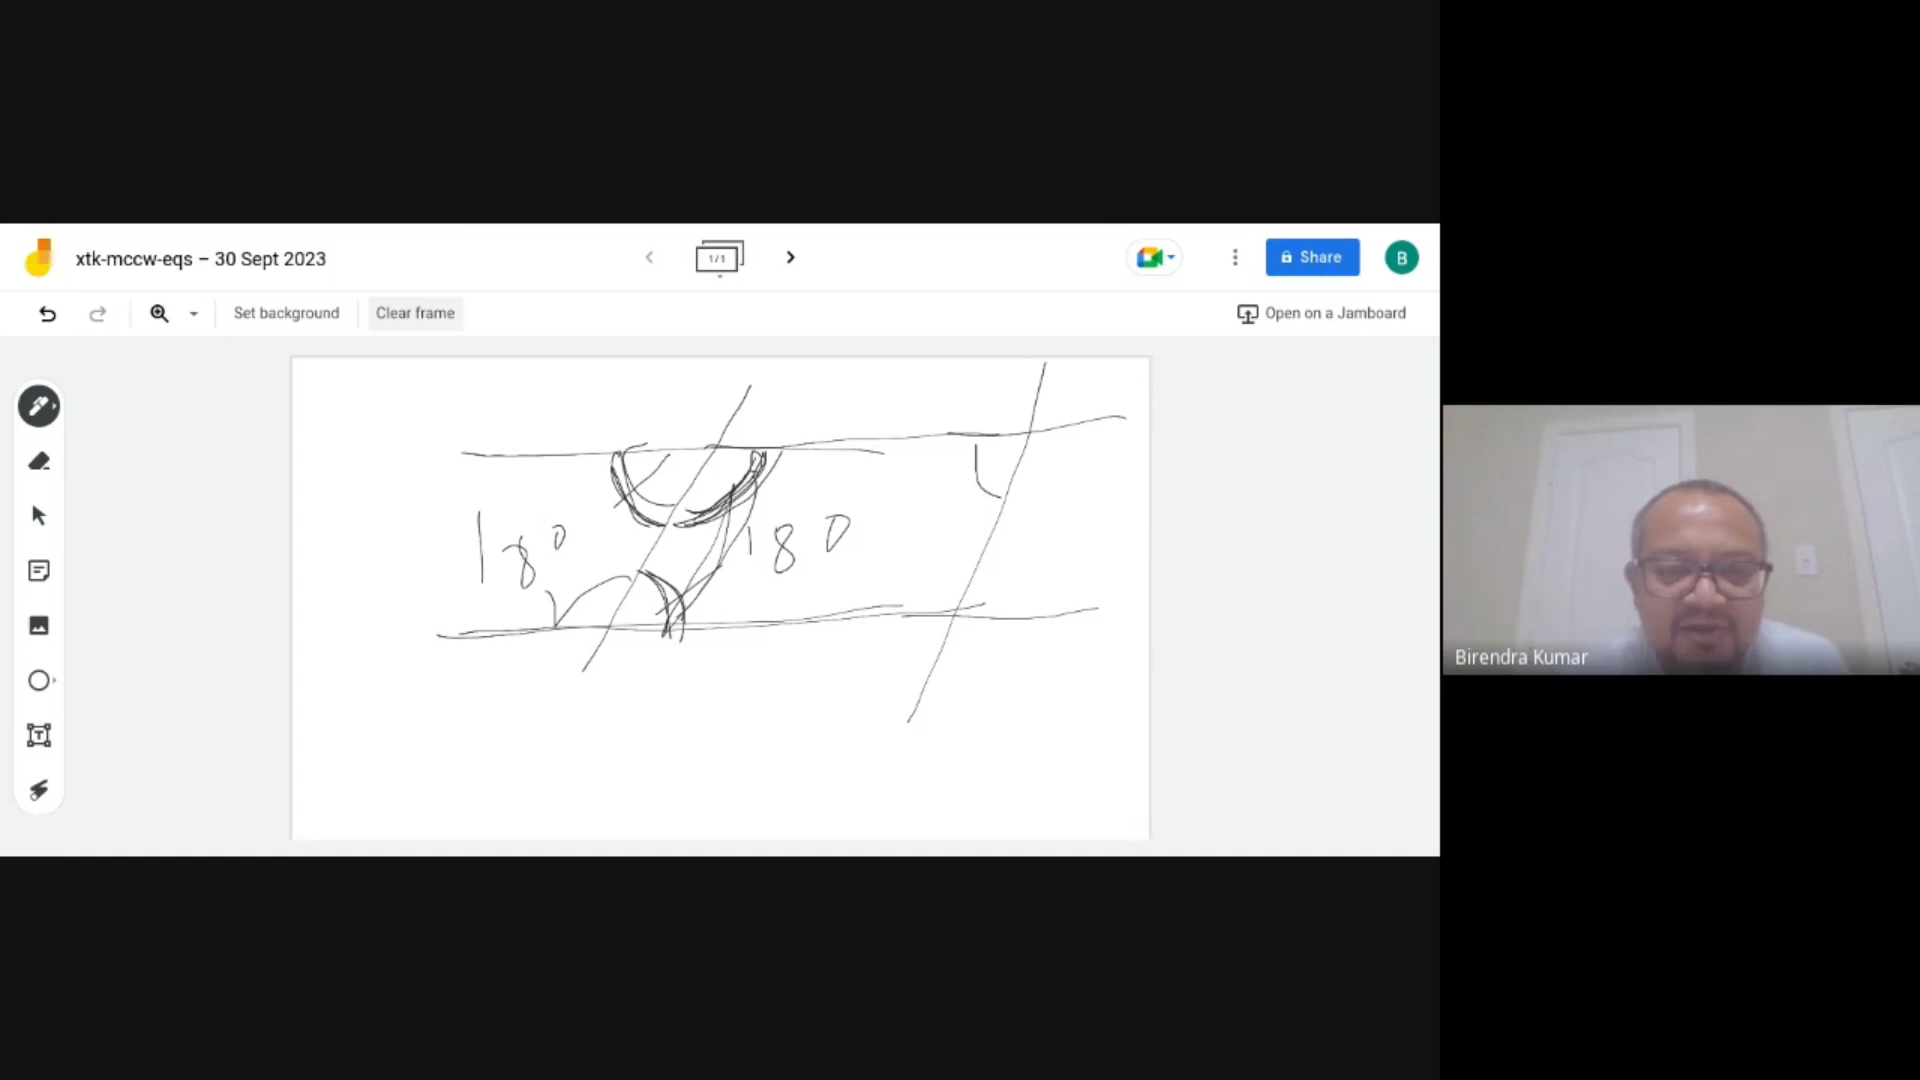 xtk-mccw-eqs – 30 Sept 2023
1/1
Share
B
Set background
Clear frame
Open on a Jamboard
180
180
Birendra Kumar